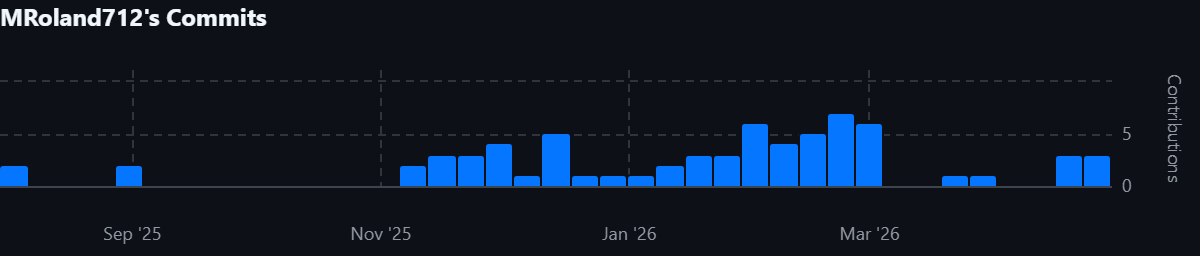 MRoland712's Commits
Contributions
5
0
Sep '25
Nov '25
Jan '26
Mar '26